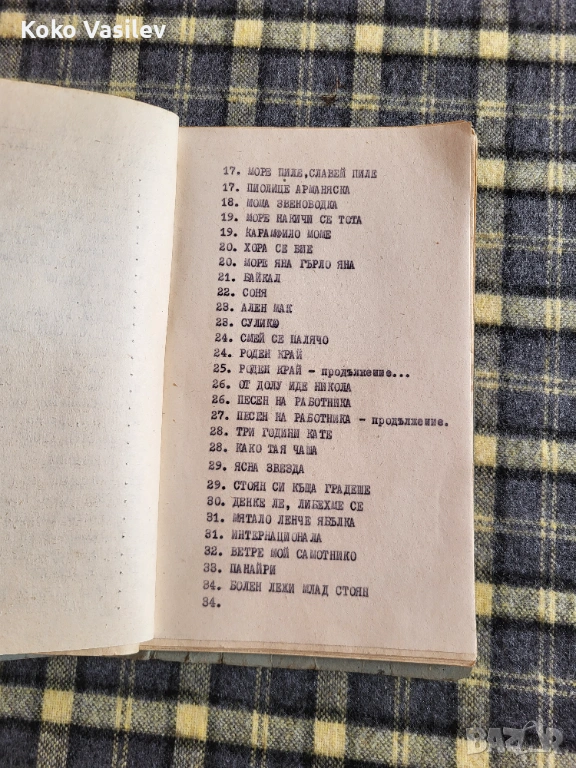 Koko Vasilev
17. МОРЕ ПИЛЕ, СЛАВЕЙ ПИЛЕ
17. ПИОЛИЦЕ АРМАНЯСКА
18. МОМА ЗВЕНОВОДКА
19. МОРЕ НАКИЧИ СЕ ТОТА
19. КАРАМФИЛО МОМЕ
20. ХОРА СЕ ВИЕ
20. МОРЕ ЯНА ГЪРЛО ЯНА
21. БАЙКАЛ
22. СОНЯ
23. АЛЕН МАК
23. СУЛИКО
24. СМЕЙ СЕ ПАЛЯЧО
24. РОДЕН КРАЙ
25. РОДЕН КРАЙ - продължение...
26. ОТ ДОЛУ ИДЕ НИКОЛА
26. ПЕСЕН НА РАБОТНИКА
27. ПЕСЕН НА РАБОТНИКА - продължение.
28. ТРИ ГОДИНИ КАТЕ
28. КАКО ТАЯ ЧАША
29. ЯСНА ЗВЕЗДА
29. СТОЯН СИ КЪЩА ГРАДЕШЕ
30. ДЕНКЕ ЛЕ, ЛИБЕХМЕ СЕ
31. МЯТАЛО ЛЕНЧЕ ЯБЪЛКА
31. ИНТЕРНАЦИОНАЛА
32. ВЕТРЕ МОЙ САМОТНИКО
33. ПАНАЙРИ
34. БОЛЕН ЛЕЖИ МЛАД СТОЯН
34.
BAZAR